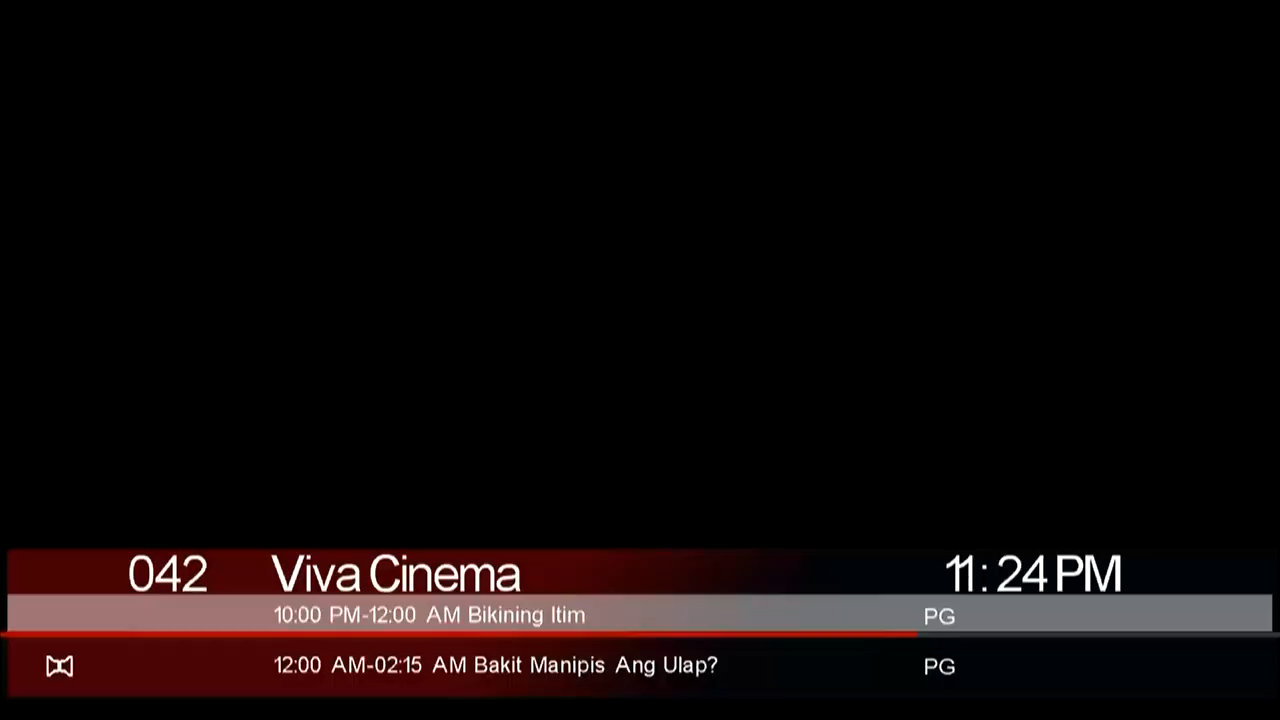 042 Viva Cinema 11:24 PM
10:00 PM-12:00 AM Bikining Itim PG
12:00 AM-02:15 AM Bakit Manipis Ang Ulap? PG